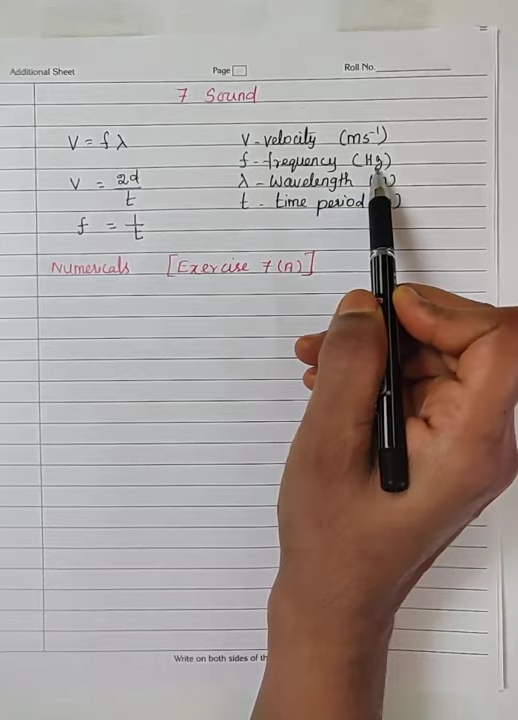 Additional Sheet Page Roll No.
7 Sound
V = fλ
V = 2d/t
f = 1/t
V - velocity (ms⁻¹)
f - frequency (Hz)
λ - Wavelength
t - time period
Numericals [Exercise 7(A)]
Write on both sides of